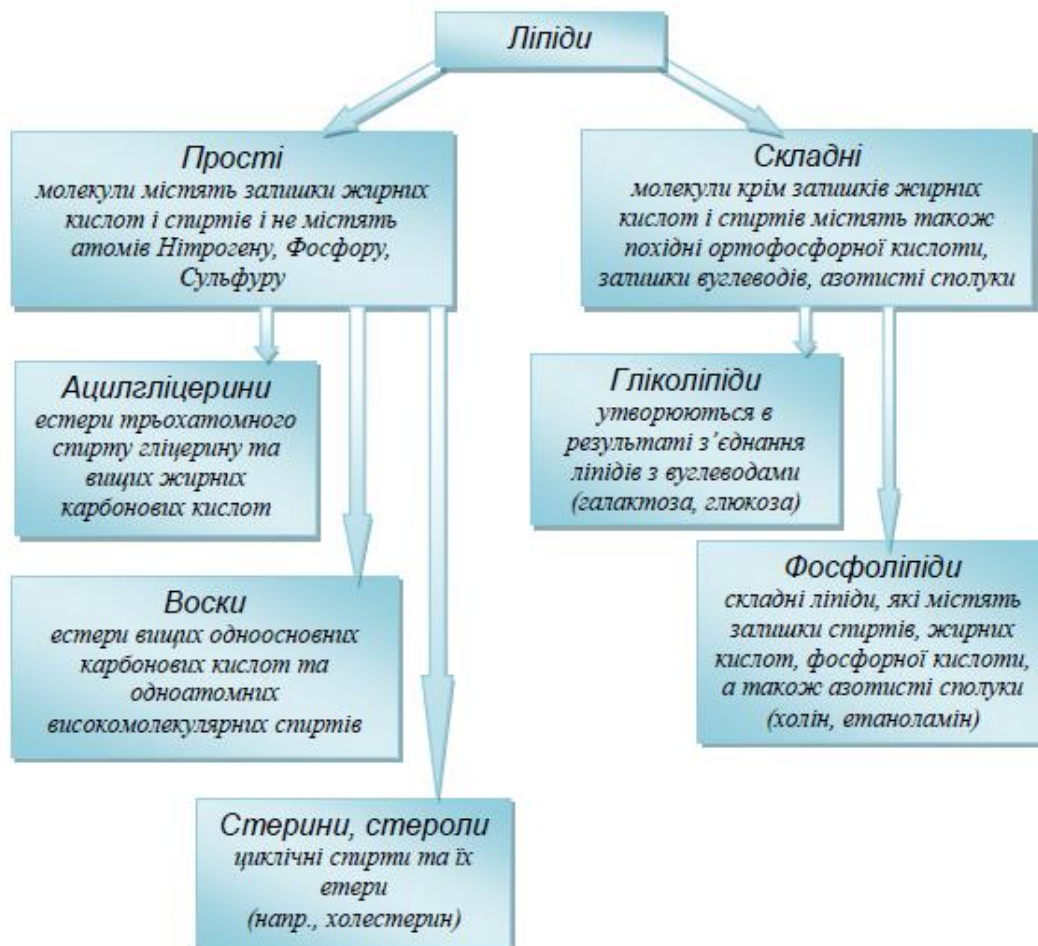 Ліпіди
Прості
молекули містять залишки жирних
кислот і спиртів і не містять
атомів Нітрогену, Фосфору,
Сульфуру
Складні
молекули крім залишків жирних
кислот і спиртів містять також
похідні ортофосфорної кислоти,
залишки вуглеводів, азотисті сполуки
Ацилгліцерини
естери трьохатомного
спирту гліцерину та
вищих жирних
карбонових кислот
Гліколіпіди
утворюються в
результаті з’єднання
ліпідів з вуглеводами
(галактоза, глюкоза)
Воски
естери вищих одноосновних
карбонових кислот та
одноатомних
високомолекулярних спиртів
Фосфоліпіди
складні ліпіди, які містять
залишки спиртів, жирних
кислот, фосфорної кислоти,
а також азотисті сполуки
(холін, етаноламін)
Стерини, стероли
циклічні спирти та їх
етери
(напр., холестерин)